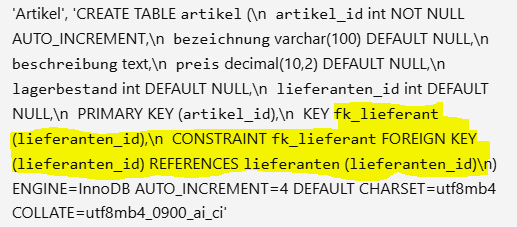 'Artikel', 'CREATE TABLE artikel (\n  artikel_id int NOT NULL
AUTO_INCREMENT,\n  bezeichnung varchar(100) DEFAULT NULL,\n
beschreibung text,\n  preis decimal(10,2) DEFAULT NULL,\n
lagerbestand int DEFAULT NULL,\n  lieferanten_id int DEFAULT
NULL,\n  PRIMARY KEY (artikel_id),\n  KEY fk_lieferant
(lieferanten_id),\n  CONSTRAINT fk_lieferant FOREIGN KEY
(lieferanten_id) REFERENCES lieferanten (lieferanten_id)\n)
ENGINE=InnoDB AUTO_INCREMENT=4 DEFAULT CHARSET=utf8mb4
COLLATE=utf8mb4_0900_ai_ci'